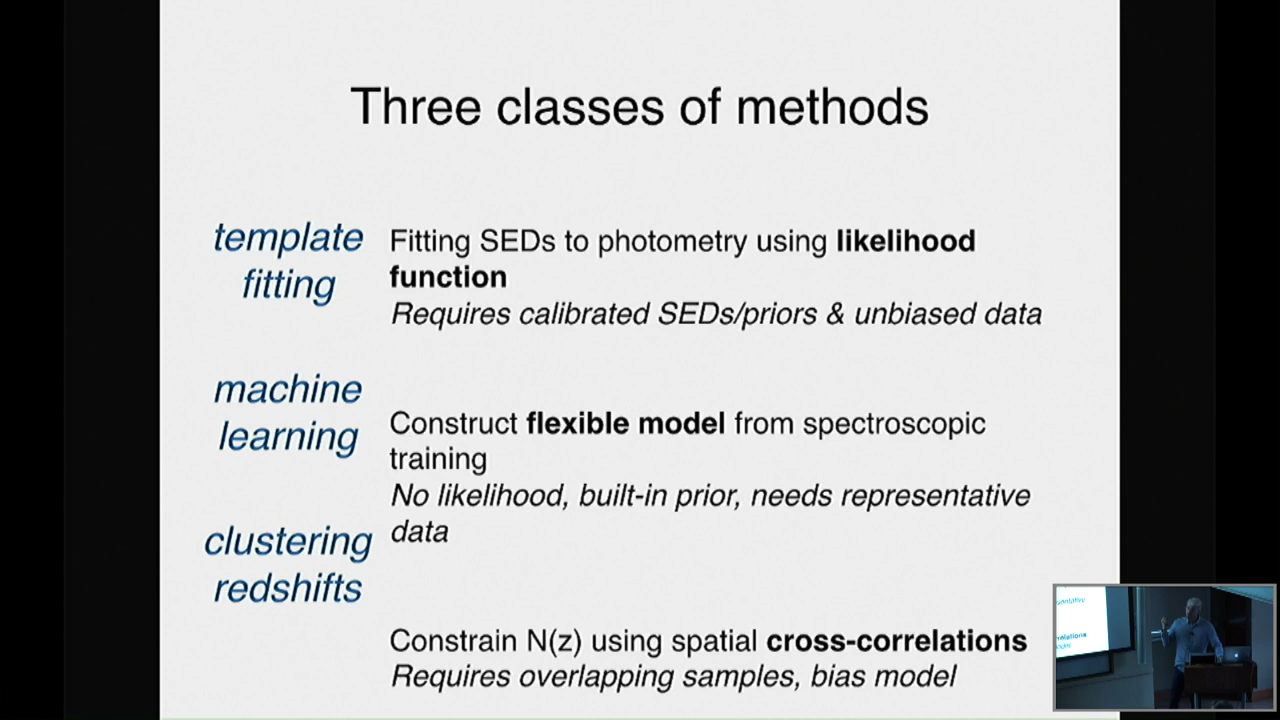 Three classes of methods
template
fitting
Fitting SEDs to photometry using likelihood
function
Requires calibrated SEDs/priors & unbiased data
machine
learning
Construct flexible model from spectroscopic
training
No likelihood, built-in prior, needs representative
data
clustering
redshifts
Constrain N(z) using spatial cross-correlations
Requires overlapping samples, bias model